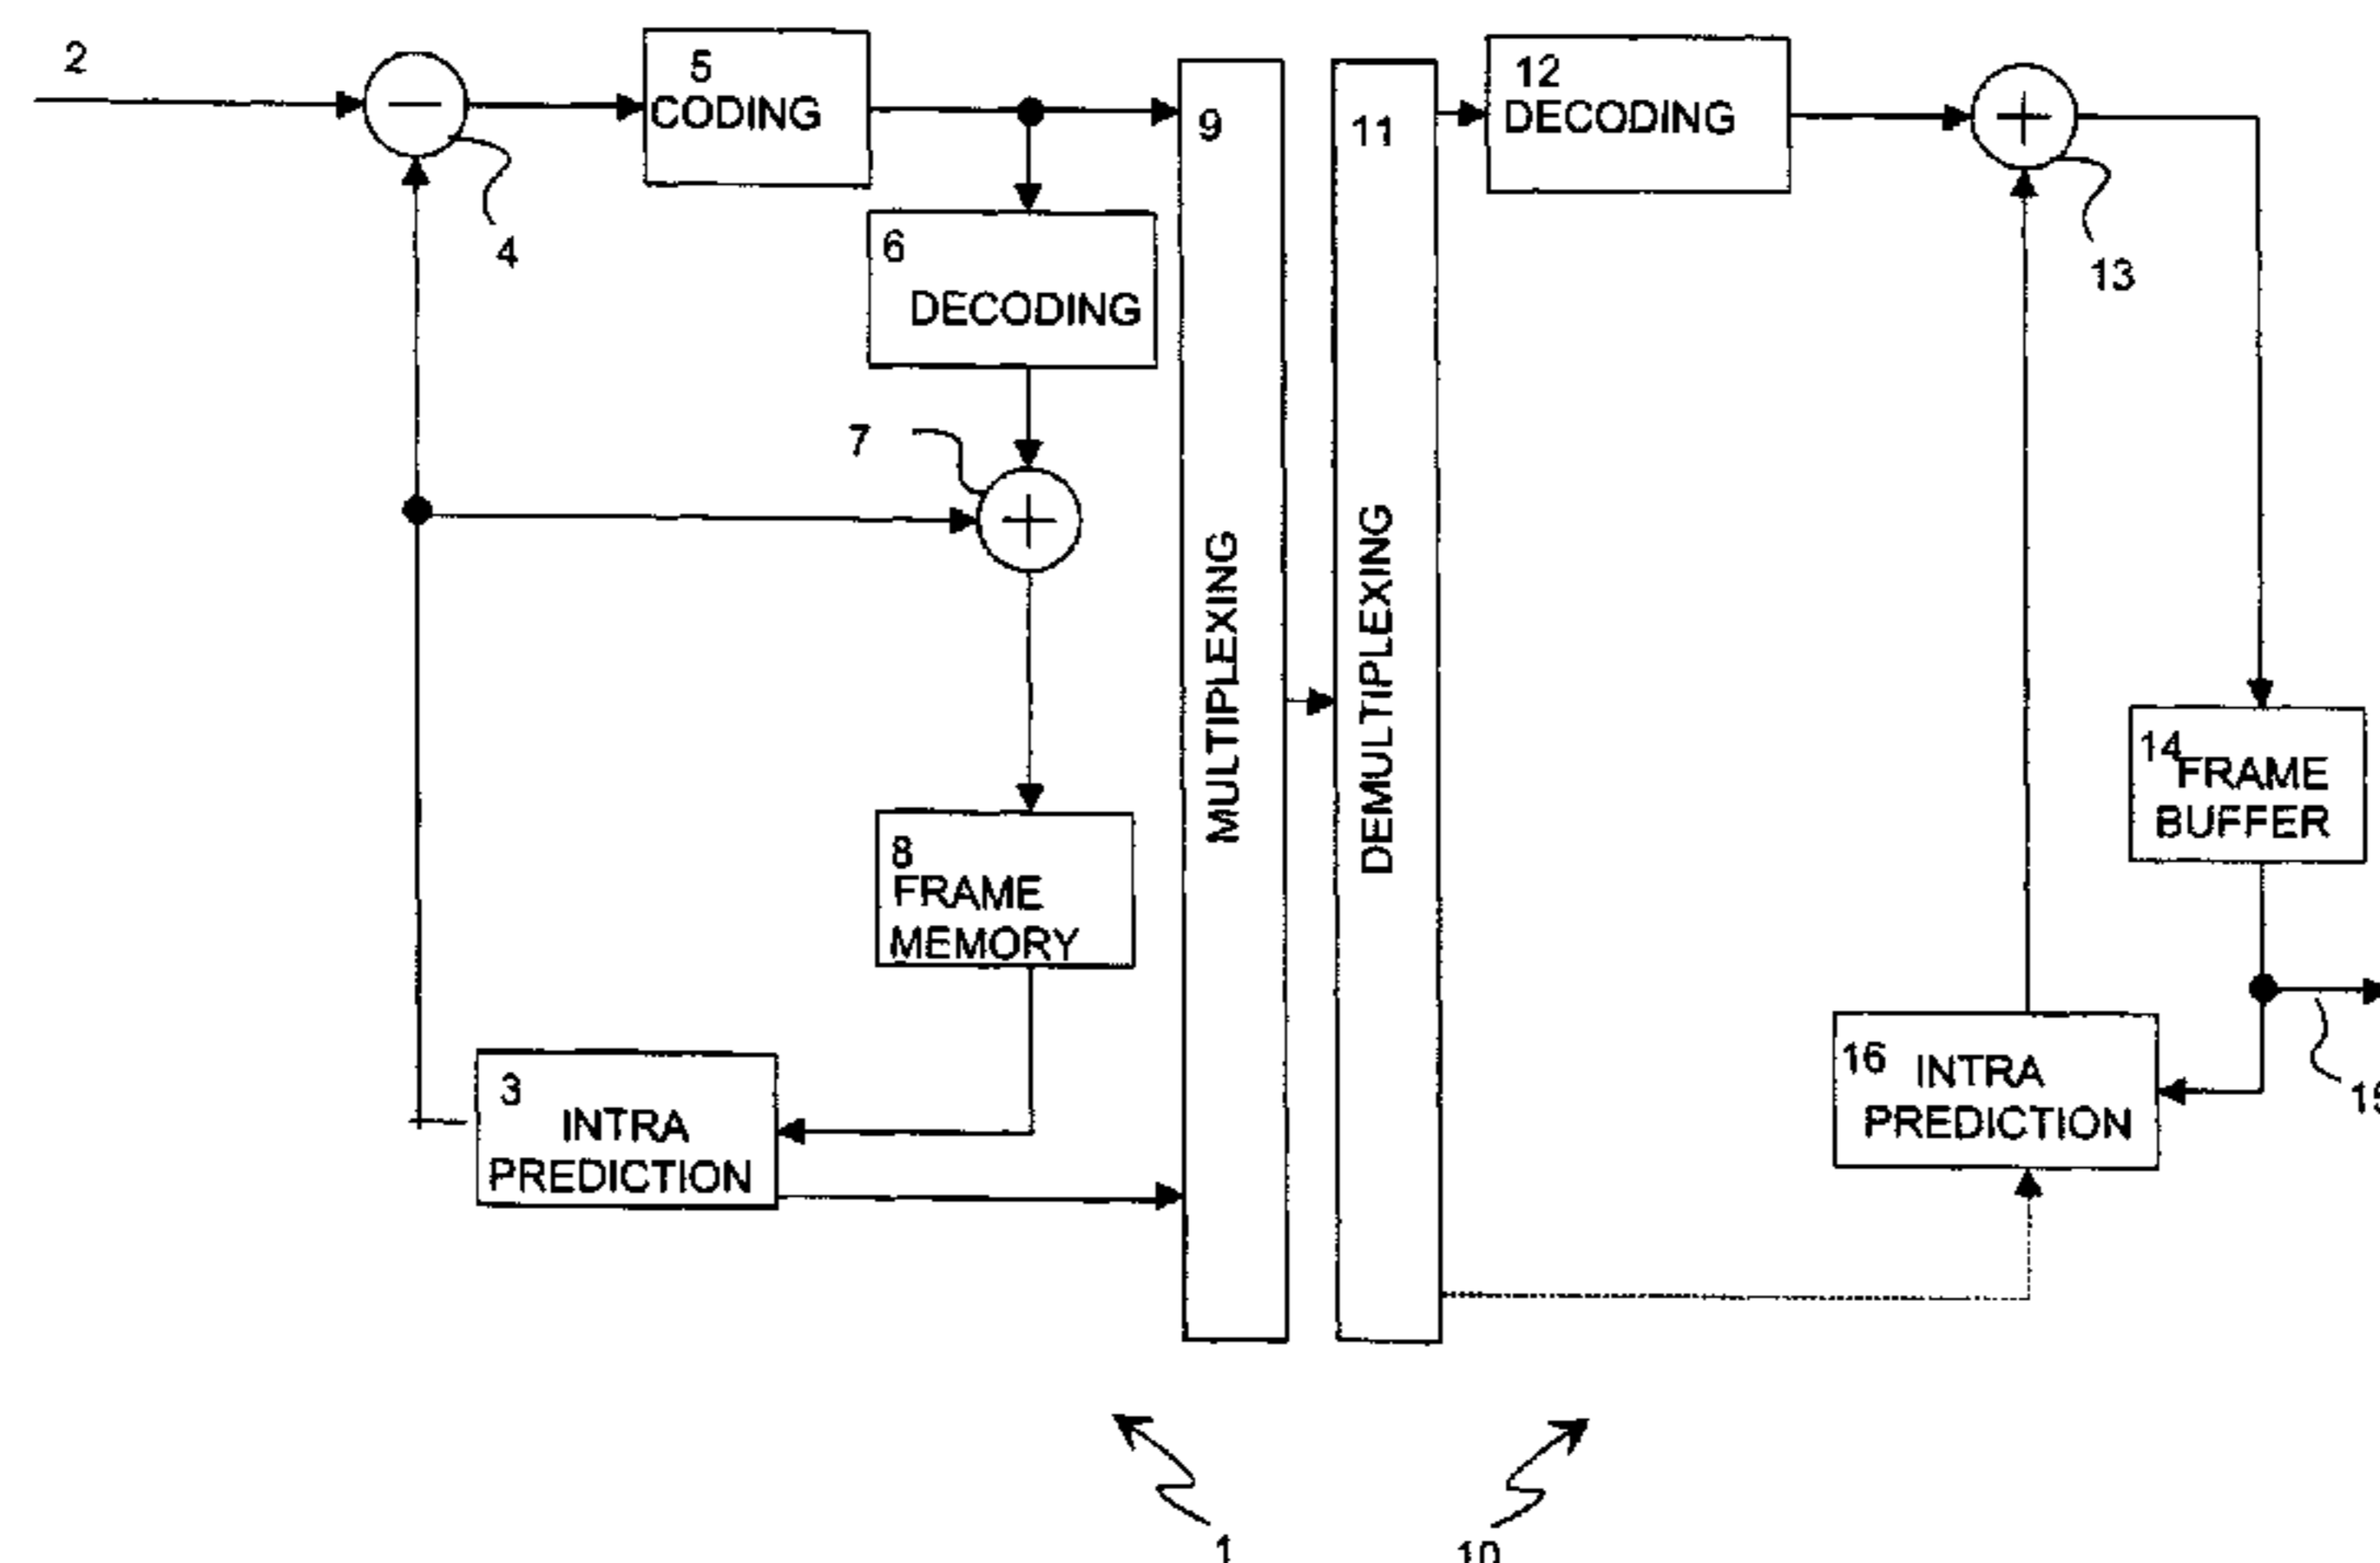 2
5
CODING
4
6
DECODING
7
8
FRAME
MEMORY
3
INTRA
PREDICTION
9
MULTIPLEXING
11
DEMULTIPLEXING
12
DECODING
13
14
FRAME
BUFFER
15
16
INTRA
PREDICTION
1
10